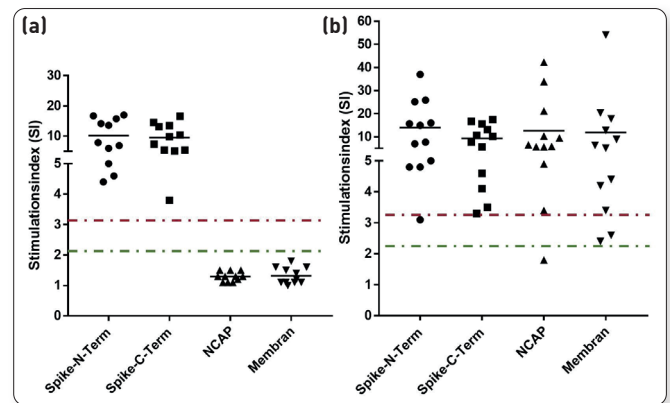 (a)
Stimulationsindex (SI)
30
20
10
5
4
3
2
1
0
Spike-N-Term
Spike-C-Term
NCAP
Membran
(b)
Stimulationsindex (SI)
60
50
40
30
20
10
5
4
3
2
1
0
Spike-N-Term
Spike-C-Term
NCAP
Membran